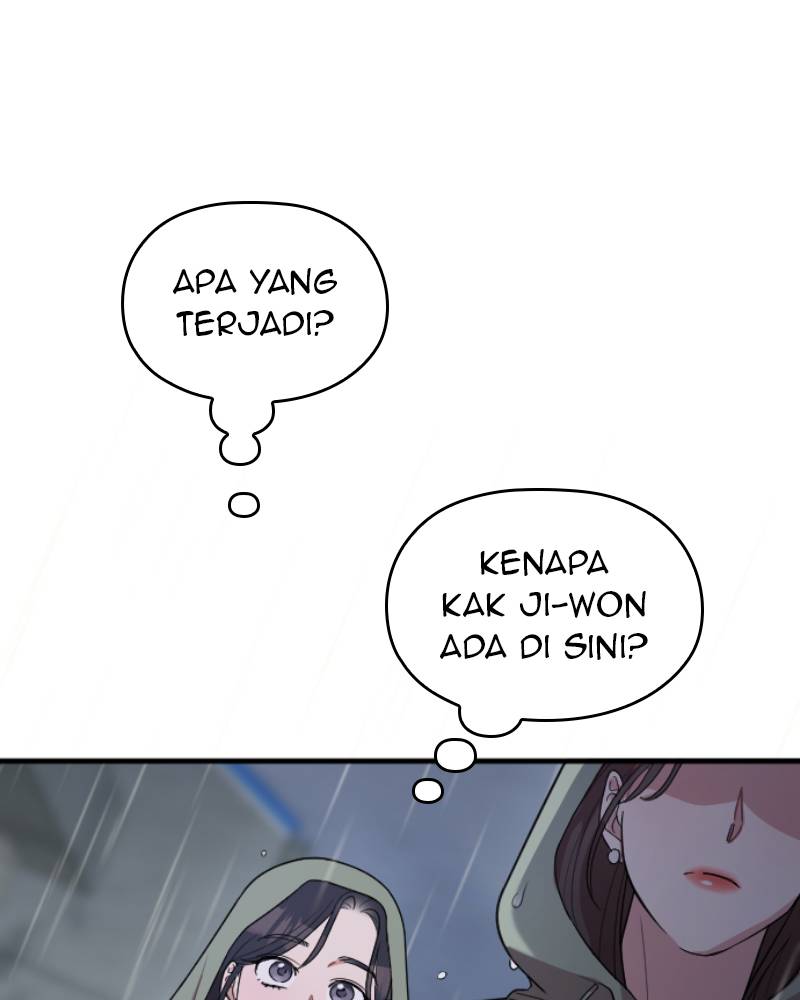 APA YANG
TERJADI?
KENAPA
KAK JI-WON
ADA DI SINI?